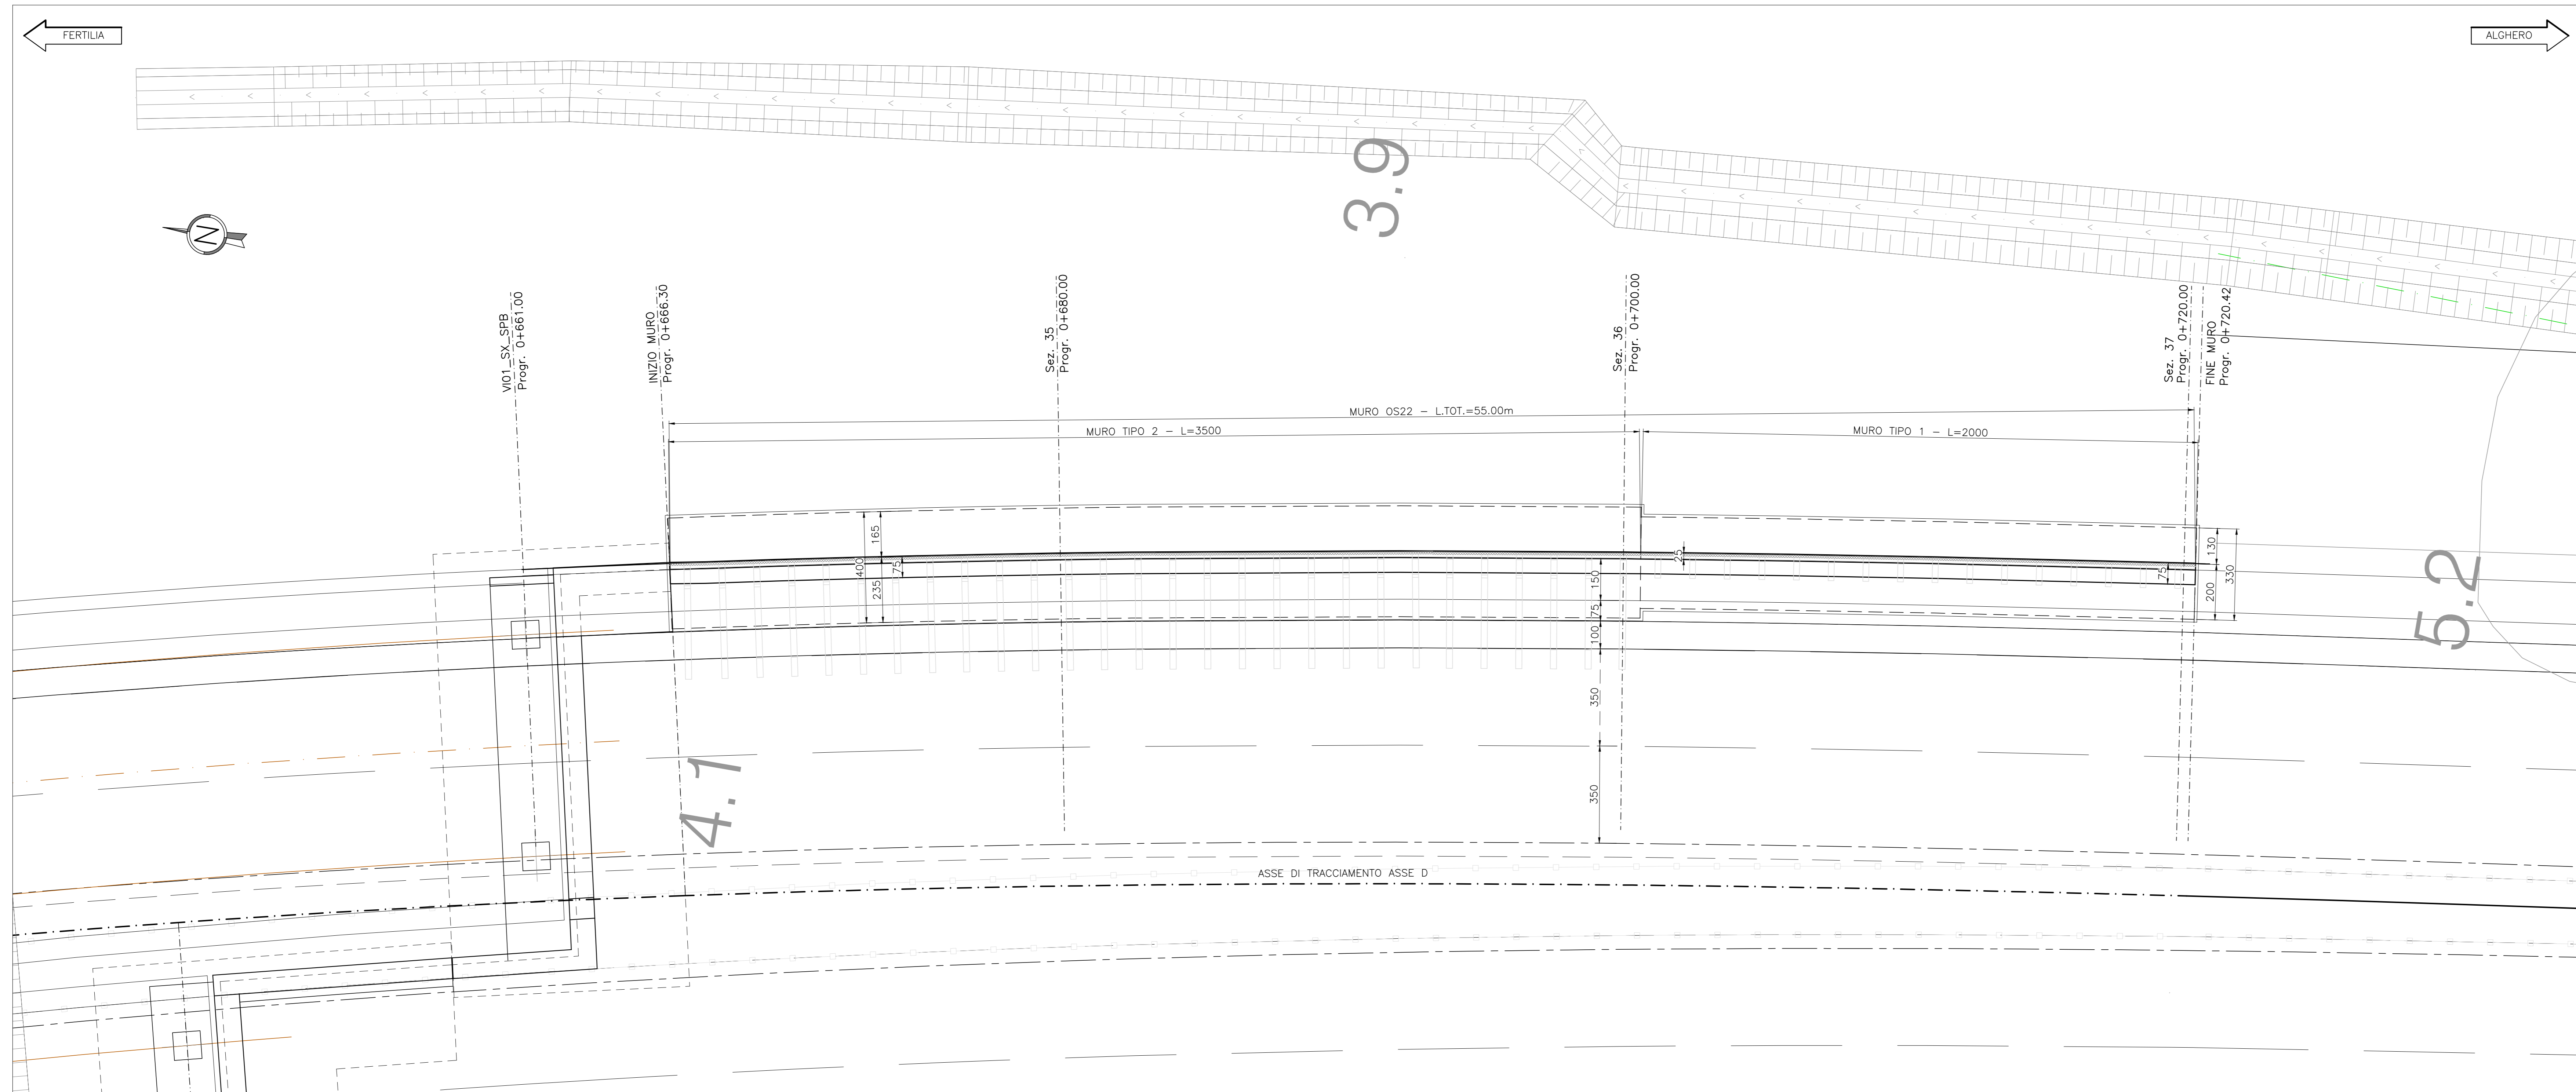 FERTILIA
ALGHERO
3.9
N
VI01_SX_SPB
Progr. 0+661.00
INIZIO MURO
Progr. 0+666.30
Sez. 35
Progr. 0+680.00
Sez. 36
Progr. 0+700.00
Sez. 37
Progr. 0+720.00
FINE MURO
Progr. 0+720.42
MURO OS22 - L.TOT.=55.00m
MURO TIPO 2 - L=3500
MURO TIPO 1 - L=2000
400
165
235
75
25
150
75
100
350
350
75
130
200
330
5.2
4.1
ASSE DI TRACCIAMENTO ASSE D